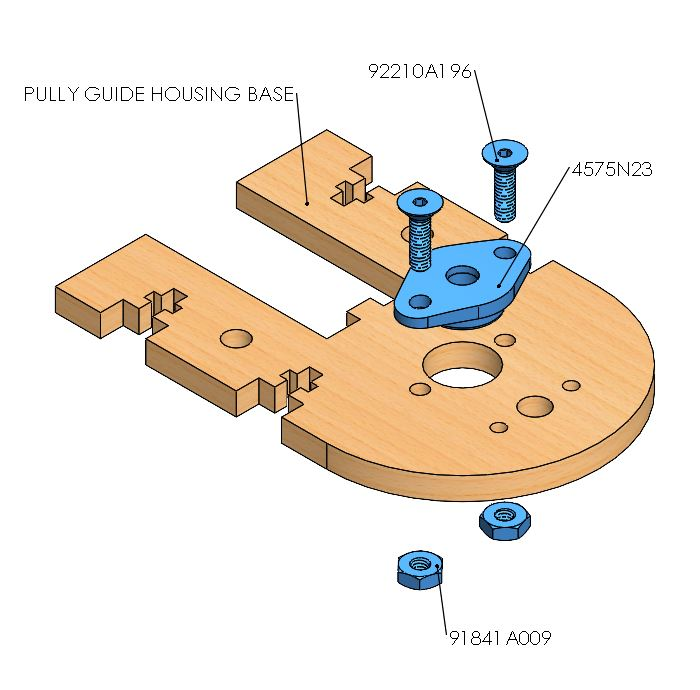 92210A196
PULLY GUIDE HOUSING BASE
4575N23
91841A009